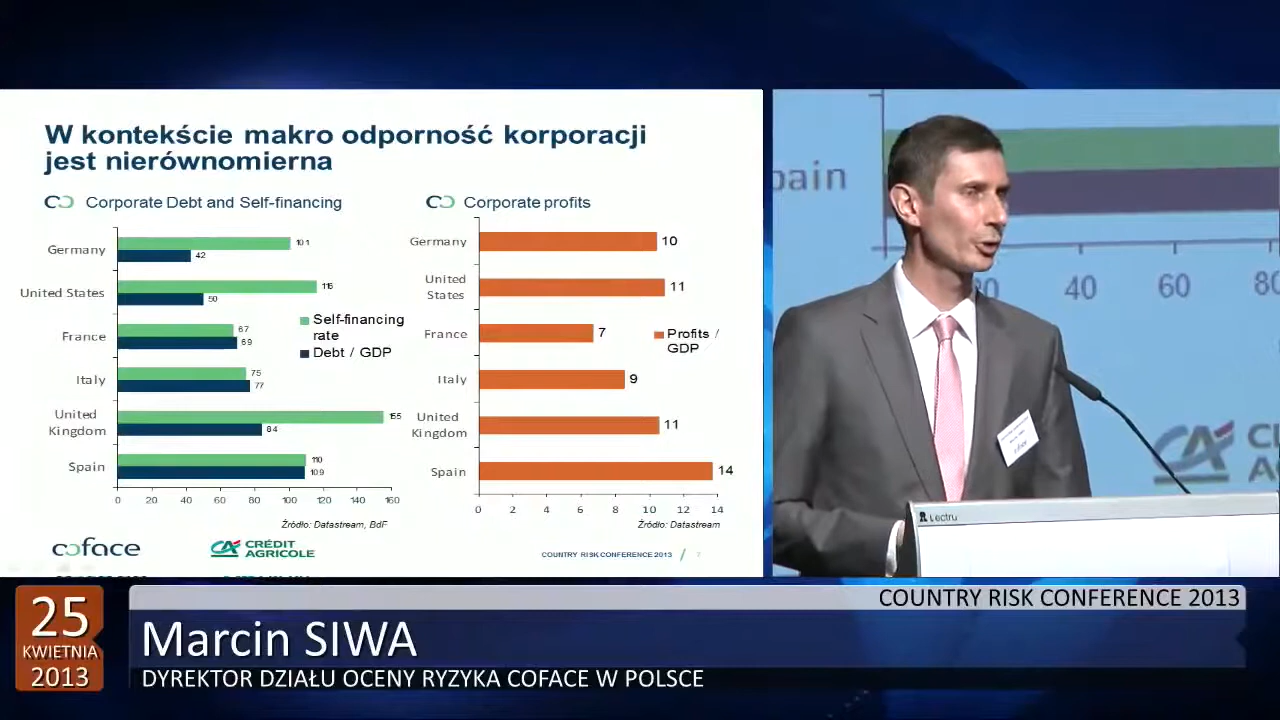 W kontekście makro odporność korporacji
jest nierównomierna
Corporate Debt and Self-financing
Germany
101
42
United States
116
50
France
67
69
Italy
75
77
United
Kingdom
155
84
Spain
110
109
0 20 40 60 80 100 120 140 160
Self-financing
rate
Debt / GDP
Źródło: Datastream, BdF
Corporate profits
Germany
10
United
States
11
France
7
Italy
9
United
Kingdom
11
Spain
14
0 2 4 6 8 10 12 14
Profits /
GDP
Źródło: Datastream
coface
CRÉDIT
AGRICOLE
COUNTRY RISK CONFERENCE 2013 / 7
pain
20 40 60 80
CA
Lectru
25
KWIETNIA
2013
COUNTRY RISK CONFERENCE 2013
Marcin SIWA
DYREKTOR DZIAŁU OCENY RYZYKA COFACE W POLSCE